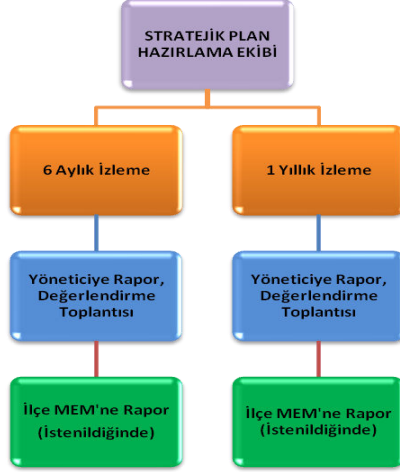 STRATEJİK PLAN
HAZIRLAMA EKİBİ
6 Aylık İzleme
1 Yıllık İzleme
Yöneticiye Rapor,
Değerlendirme
Toplantısı
Yöneticiye Rapor,
Değerlendirme
Toplantısı
İlçe MEM'ne Rapor
(İstenildiğinde)
İlçe MEM'ne Rapor
(İstenildiğinde)